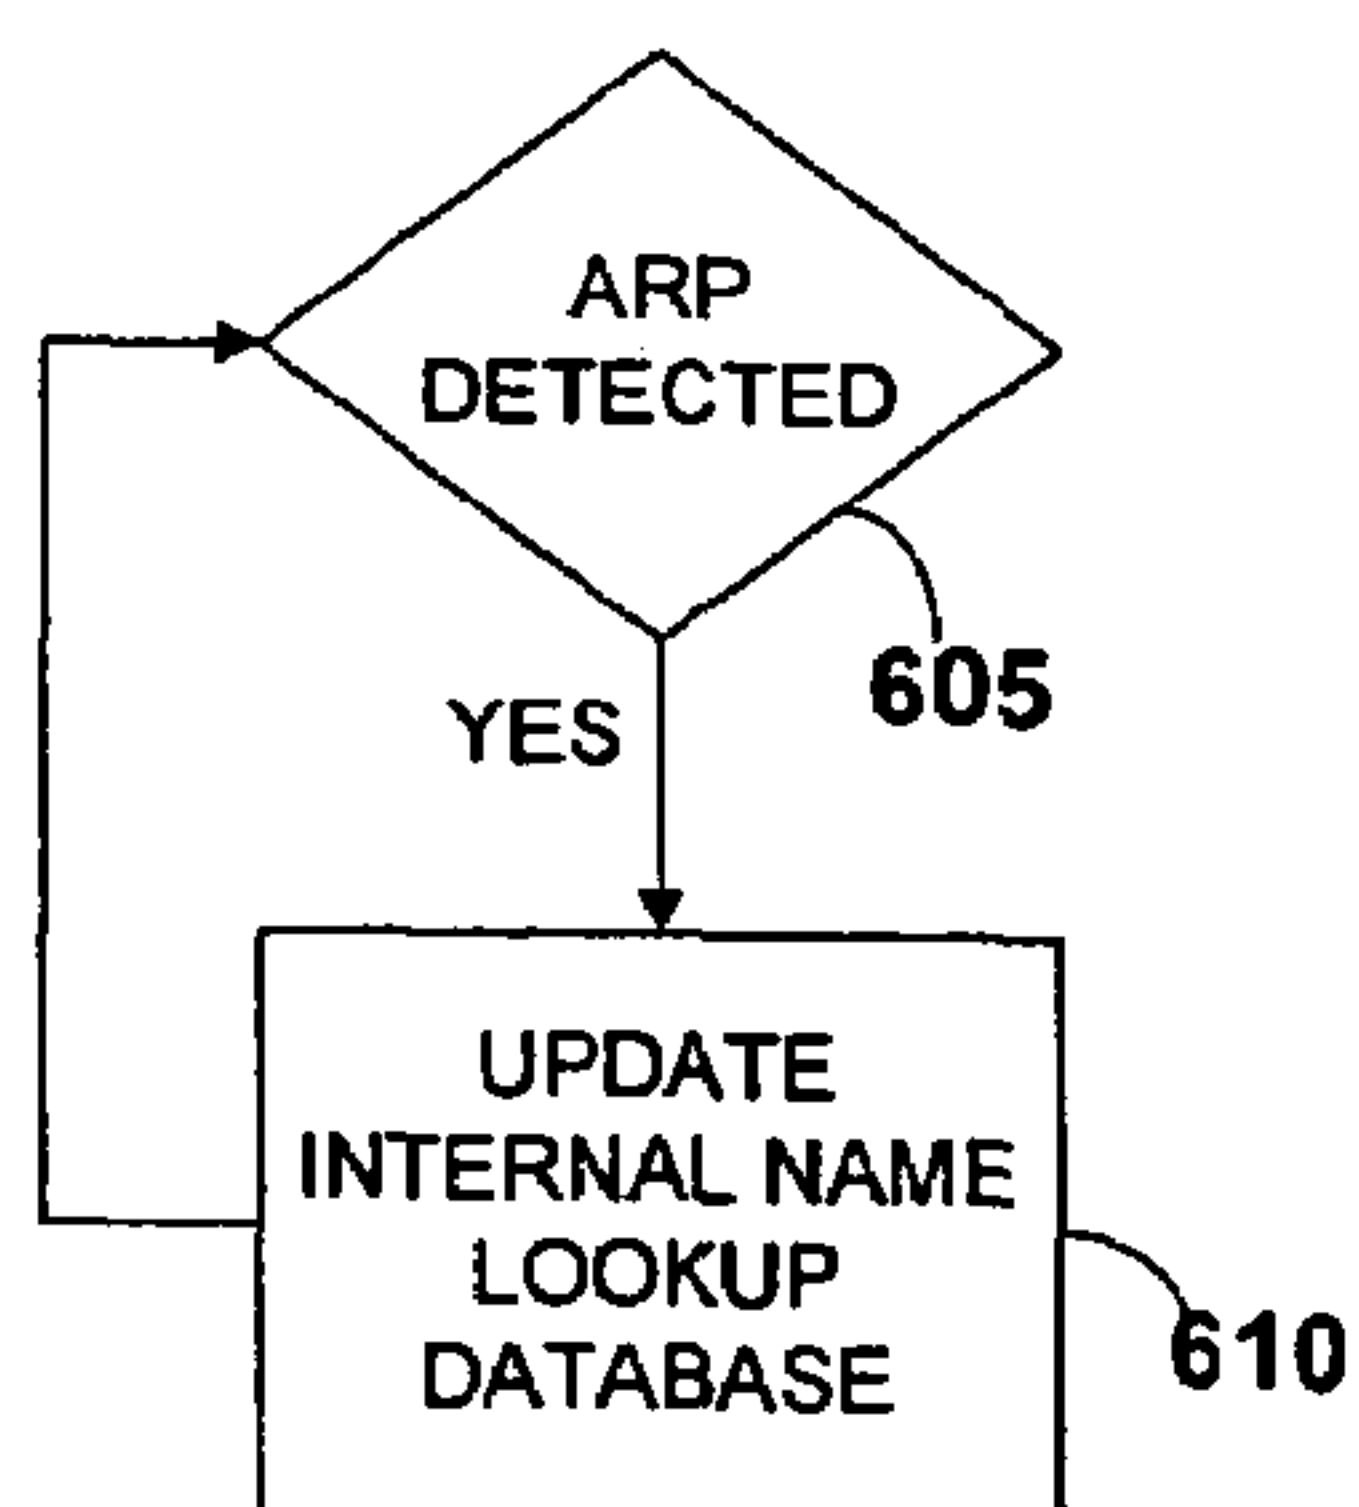 ARP
DETECTED
605
YES
UPDATE
INTERNAL NAME
LOOKUP
DATABASE
610